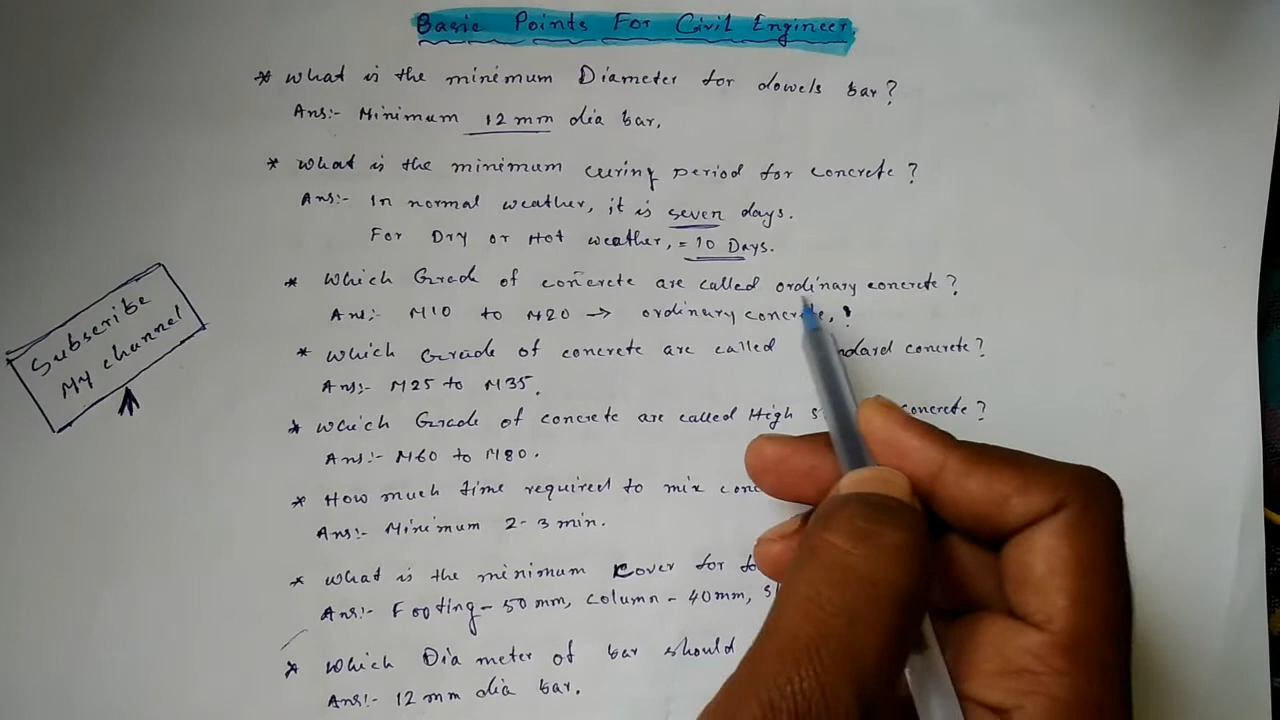 Basic Points For Civil Engineer.
* What is the minimum Diameter for dowels bar?
Ans:- Minimum 12 mm dia bar.
* What is the minimum curing period for concrete?
Ans:- In normal weather, it is seven days.
For Dry or Hot weather, = 10 Days.
* Which Grade of concrete are called ordinary concrete?
Ans:- M10 to M20 → ordinary concrete.
* Which Grade of concrete are called concrete?
Ans:- M25 to M35.
* Which Grade of concrete are called High concrete?
Ans:- M60 to M80.
* How much time required to mix
Ans:- Minimum 2-3 min.
* What is the minimum cover for
Ans:- Footing - 50 mm, column - 40mm,
* Which Dia meter of bar should
Ans:- 12 mm dia bar.
Subscribe
My channel